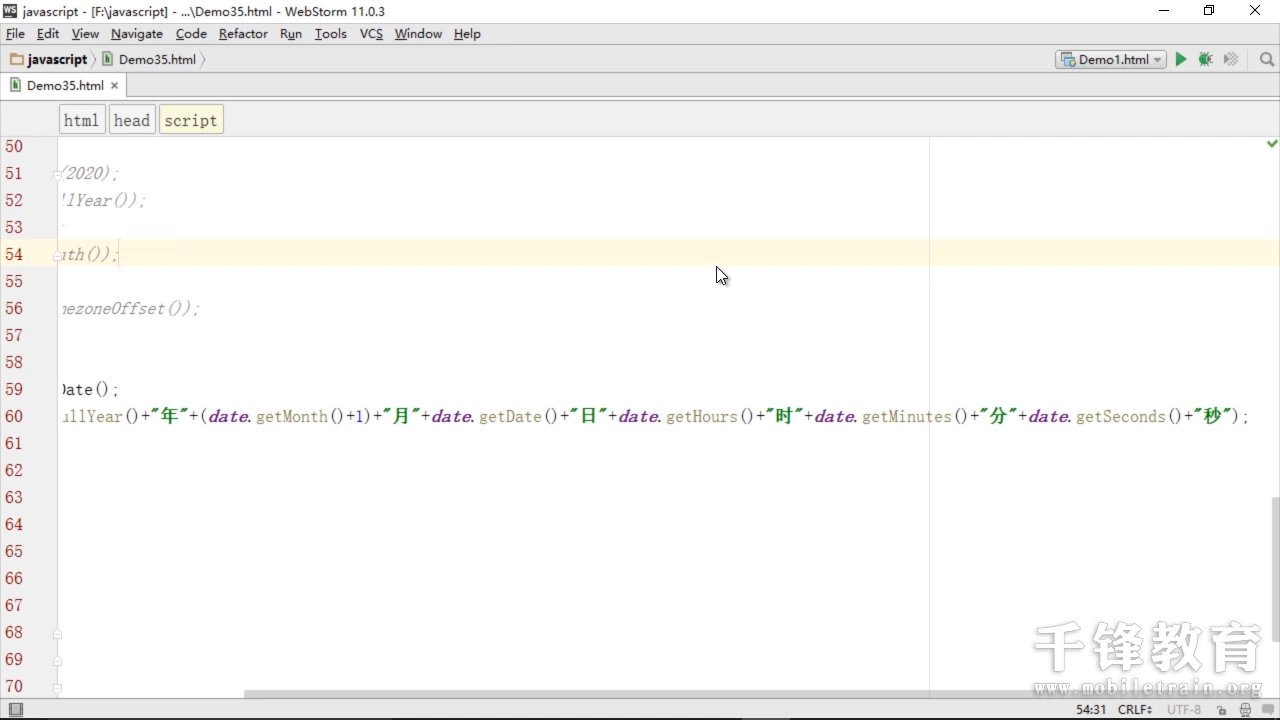 WS javascript - [F:\javascript] - ...\Demo35.html - WebStorm 11.0.3
File Edit View Navigate Code Refactor Run Tools VCS Window Help
javascript Demo35.html Demo1.html
Demo35.html
html head script
50
51 (2020);
52 llYear());
53
54 nth());
55
56 mezoneOffset());
57
58
59 Date();
60 ullYear()+"年"+(date.getMonth()+1)+"月"+date.getDate()+"日"+date.getHours()+"时"+date.getMinutes()+"分"+date.getSeconds()+"秒");
61
62
63
64
65
66
67
68
69
70
千锋教育
www.mobiletrain.org
54:31 CRLF UTF-8